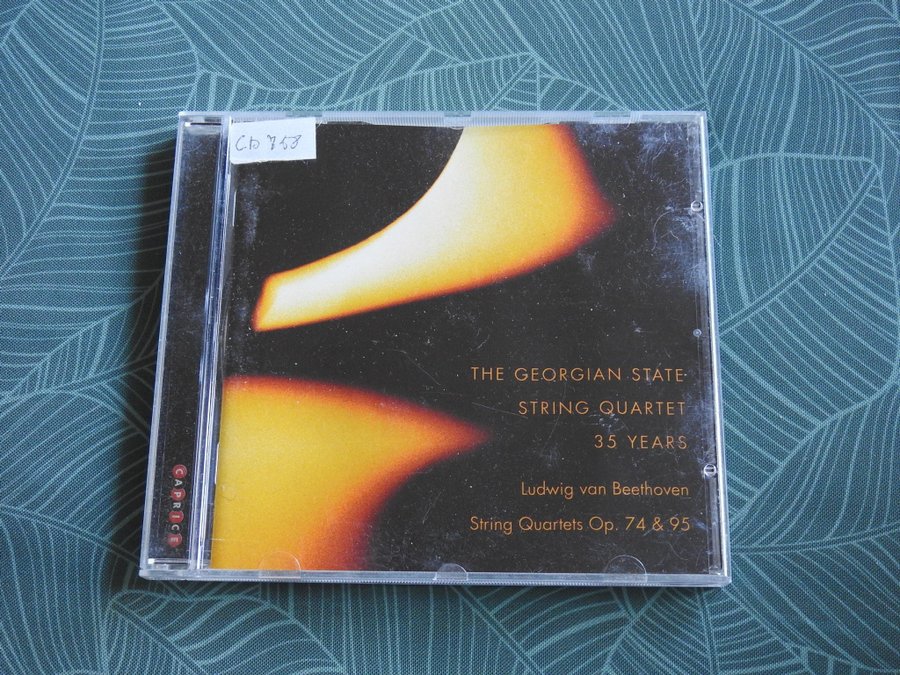 CD 758
THE GEORGIAN STATE
STRING QUARTET
35 YEARS
Ludwig van Beethoven
String Quartets Op. 74 & 95
CAPRICE